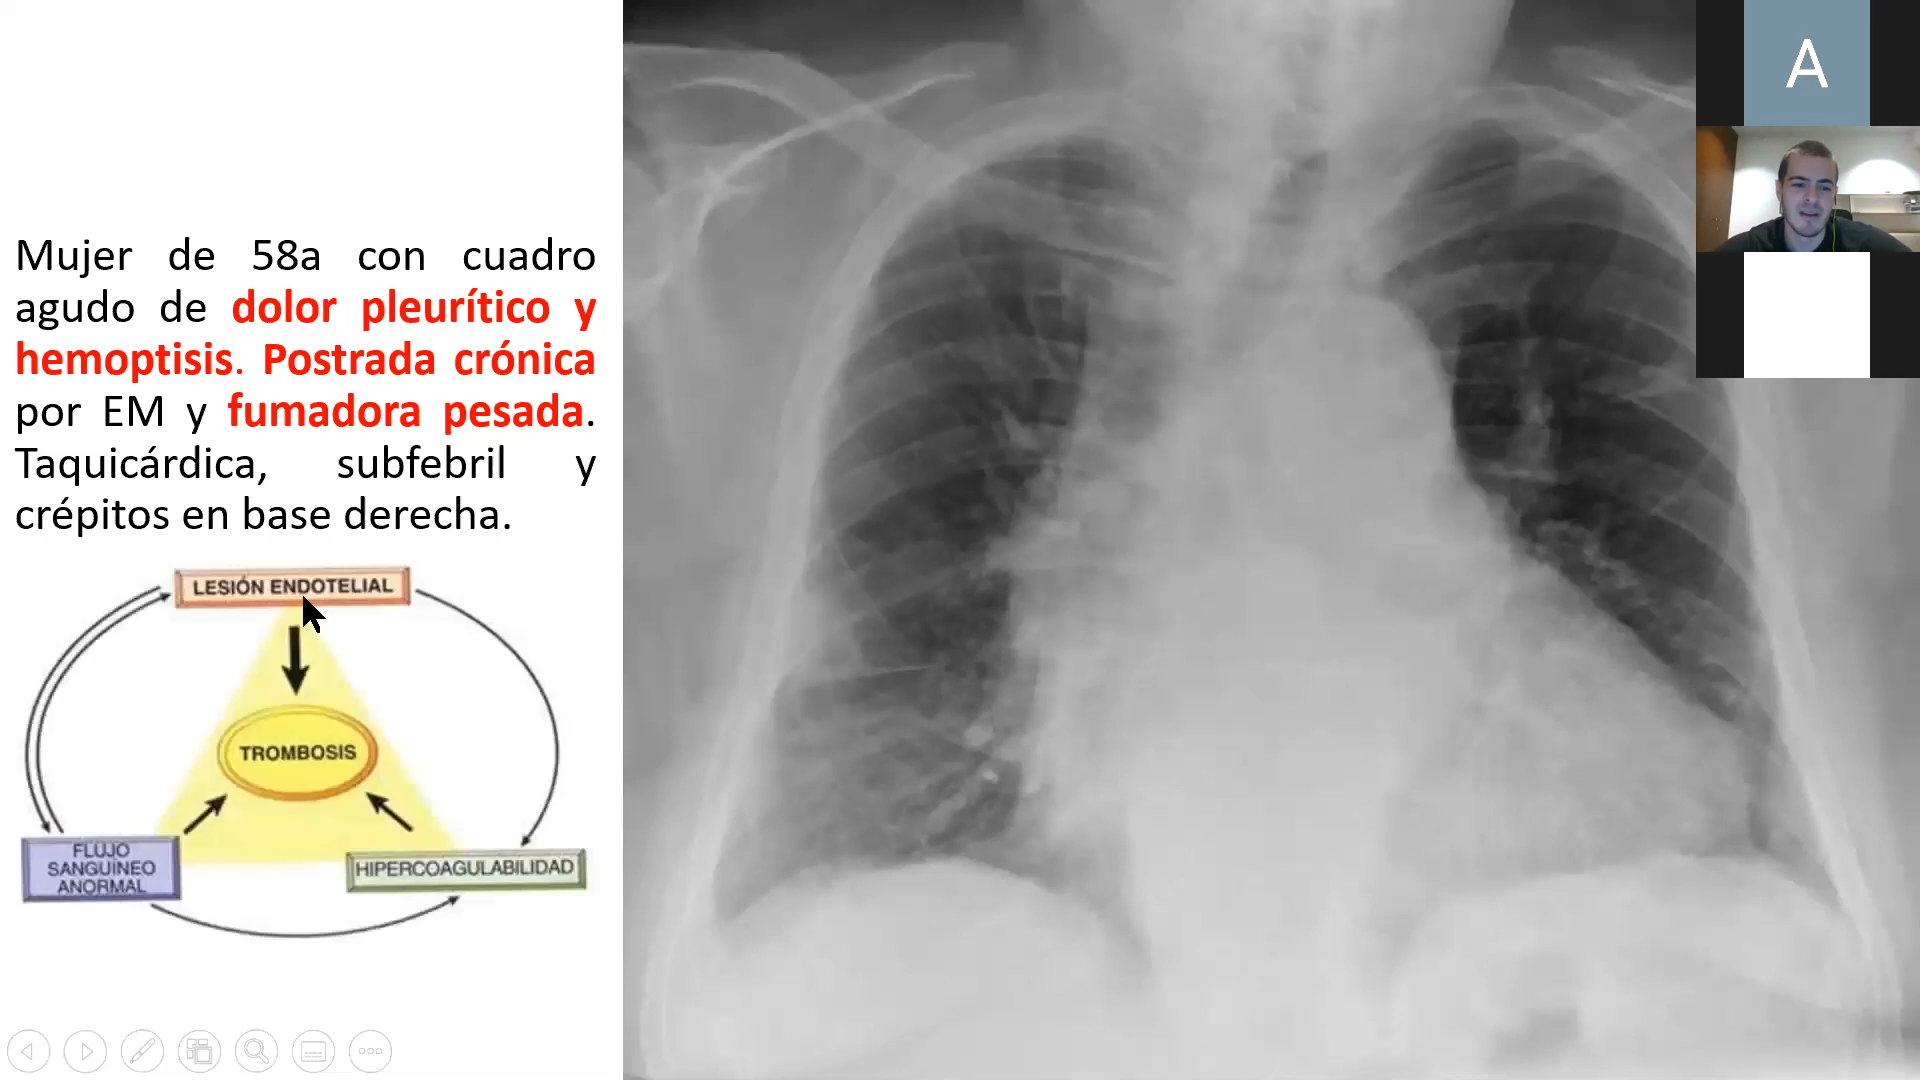 Mujer de 58a con cuadro
agudo de dolor pleurítico y
hemoptisis. Postrada crónica
por EM y fumadora pesada.
Taquicárdica, subfebril y
crépitos en base derecha.
LESIÓN ENDOTELIAL
TROMBOSIS
FLUJO
SANGUÍNEO
ANORMAL
HIPERCOAGULABILIDAD
A